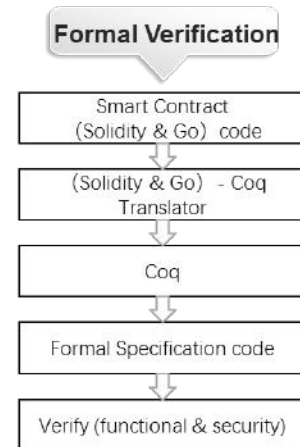 Formal Verification
Smart Contract
(Solidity & Go) code
(Solidity & Go) - Coq
Translator
Coq
Formal Specification code
Verify (functional & security)